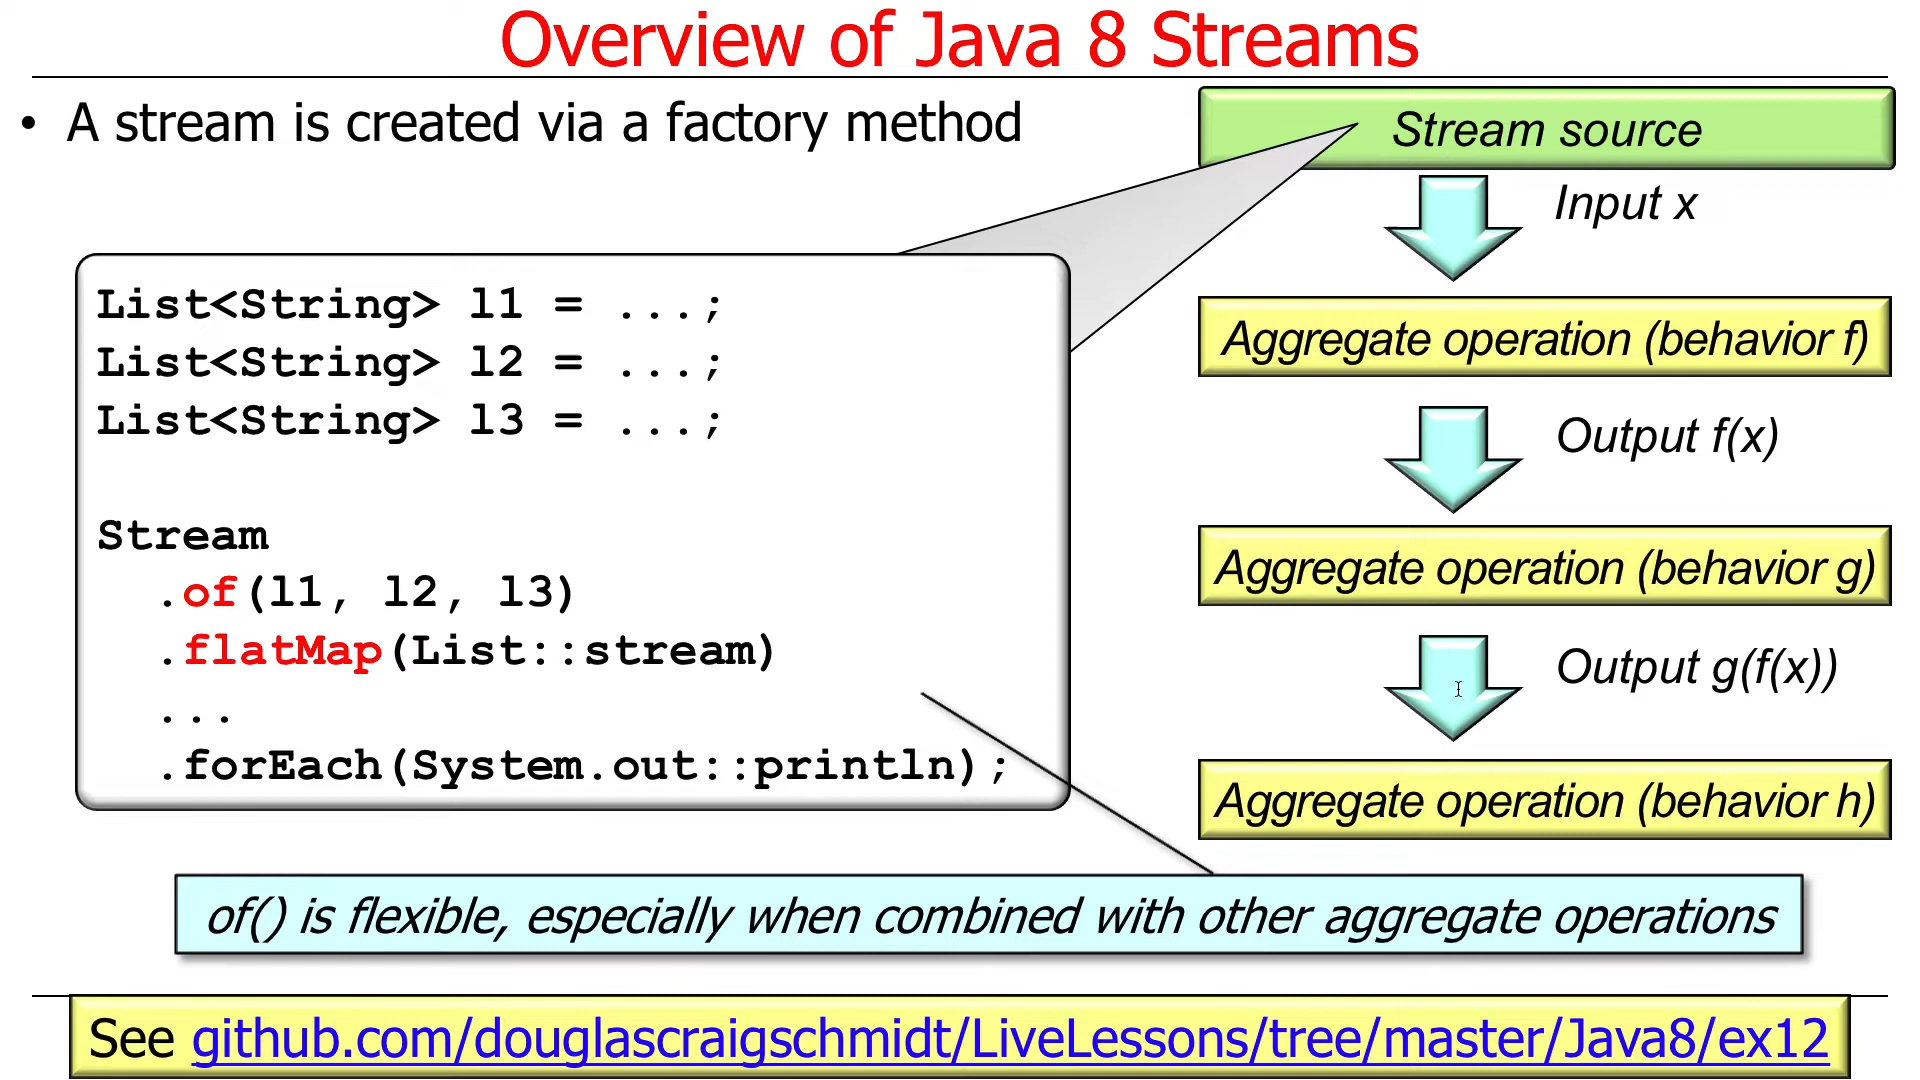 Overview of Java 8 Streams
• A stream is created via a factory method
List<String> l1 = ...;
List<String> l2 = ...;
List<String> l3 = ...;
Stream
.of(l1, l2, l3)
.flatMap(List::stream)
...
.forEach(System.out::println);
Stream source
Input x
Aggregate operation (behavior f)
Output f(x)
Aggregate operation (behavior g)
Output g(f(x))
Aggregate operation (behavior h)
of() is flexible, especially when combined with other aggregate operations
See github.com/douglascraigschmidt/LiveLessons/tree/master/Java8/ex12